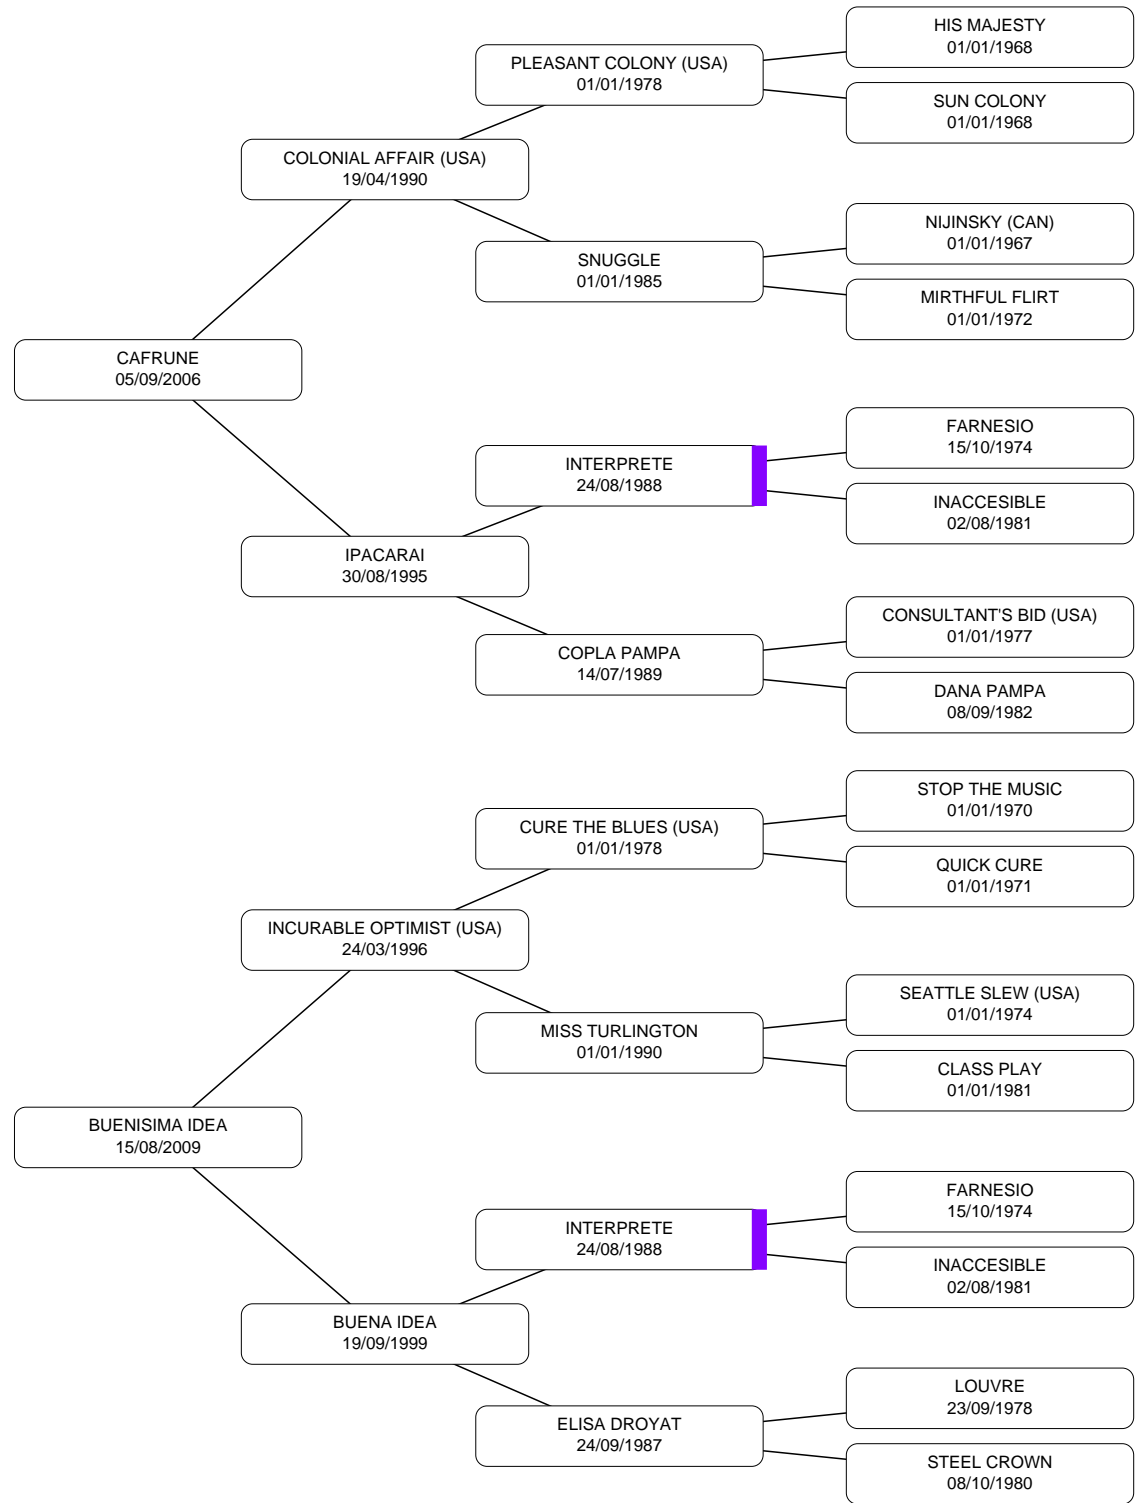 HIS MAJESTY
01/01/1968
PLEASANT COLONY (USA)
01/01/1978
SUN COLONY
01/01/1968
COLONIAL AFFAIR (USA)
19/04/1990
NIJINSKY (CAN)
01/01/1967
SNUGGLE
01/01/1985
MIRTHFUL FLIRT
01/01/1972
CAFRUNE
05/09/2006
FARNESIO
15/10/1974
INTERPRETE
24/08/1988
INACCESIBLE
02/08/1981
IPACARAI
30/08/1995
CONSULTANT'S BID (USA)
01/01/1977
COPLA PAMPA
14/07/1989
DANA PAMPA
08/09/1982
STOP THE MUSIC
01/01/1970
CURE THE BLUES (USA)
01/01/1978
QUICK CURE
01/01/1971
INCURABLE OPTIMIST (USA)
24/03/1996
SEATTLE SLEW (USA)
01/01/1974
MISS TURLINGTON
01/01/1990
CLASS PLAY
01/01/1981
BUENISIMA IDEA
15/08/2009
FARNESIO
15/10/1974
INTERPRETE
24/08/1988
INACCESIBLE
02/08/1981
BUENA IDEA
19/09/1999
LOUVRE
23/09/1978
ELISA DROYAT
24/09/1987
STEEL CROWN
08/10/1980